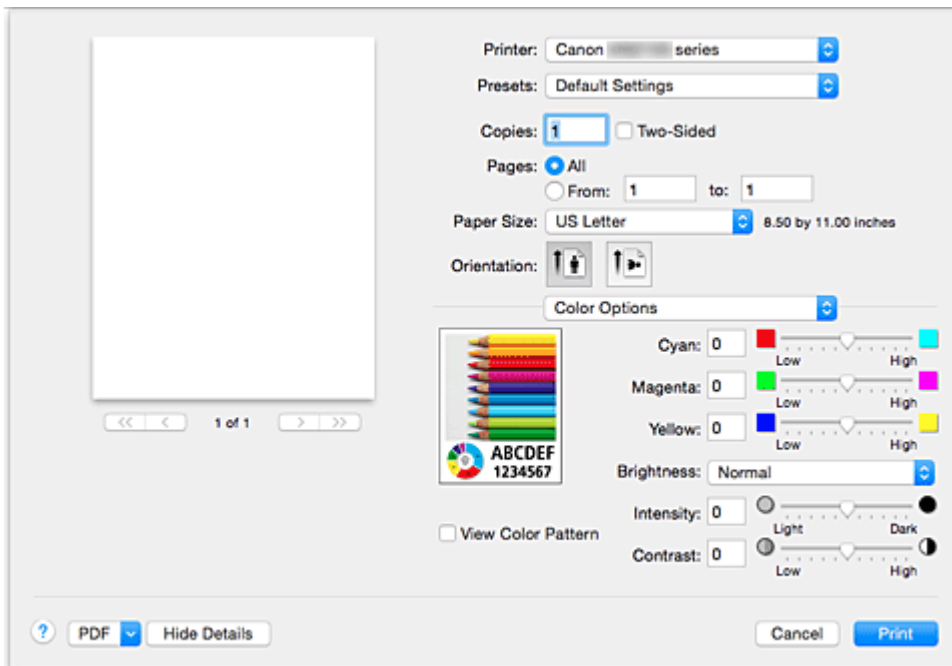 Printer: Canon series
Presets: Default Settings
Copies: 1 Two-Sided
Pages: All
From: 1 to: 1
Paper Size: US Letter 8.50 by 11.00 inches
Orientation:
Color Options
Cyan: 0
Low High
Magenta: 0
Low High
Yellow: 0
Low High
ABCDEF
1234567
Brightness: Normal
Intensity: 0
Light Dark
View Color Pattern
Contrast: 0
Low High
<< < 1 of 1 > >>
? PDF Hide Details Cancel Print